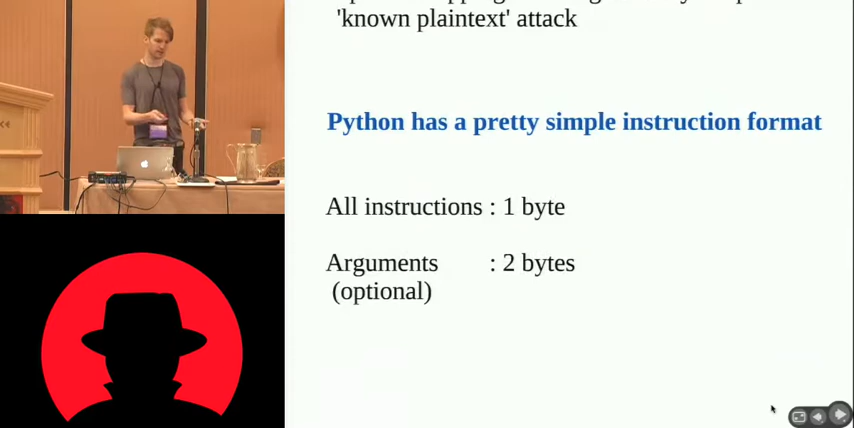 'known plaintext' attack
Python has a pretty simple instruction format
All instructions : 1 byte
Arguments : 2 bytes
(optional)